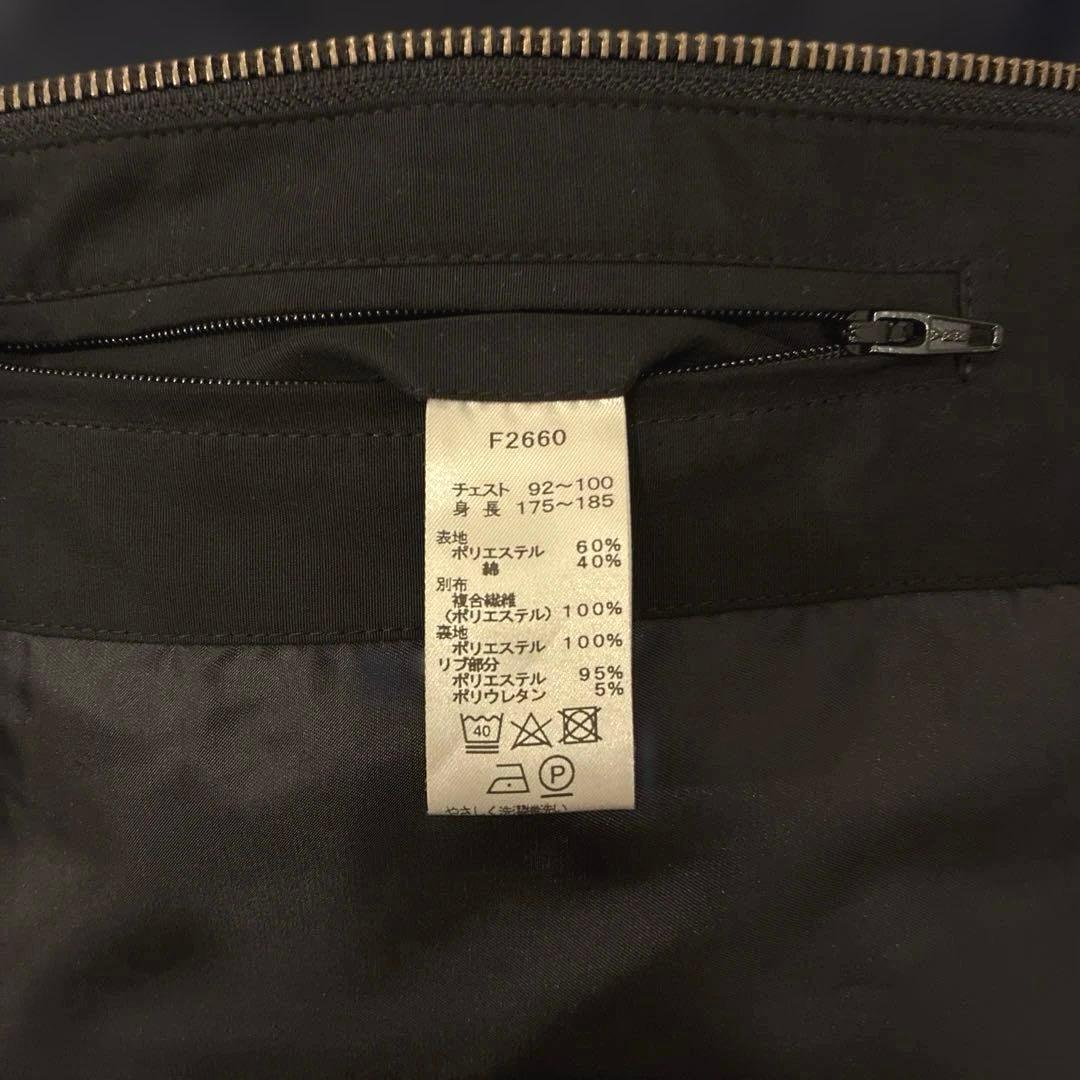 F2660
チェスト 92～100
身 長 175～185
表地
ポリエステル 60%
綿 40%
別布
複合繊維
(ポリエステル) 100%
裏地
ポリエステル 100%
リブ部分
ポリエステル 95%
ポリウレタン 5%
40
P